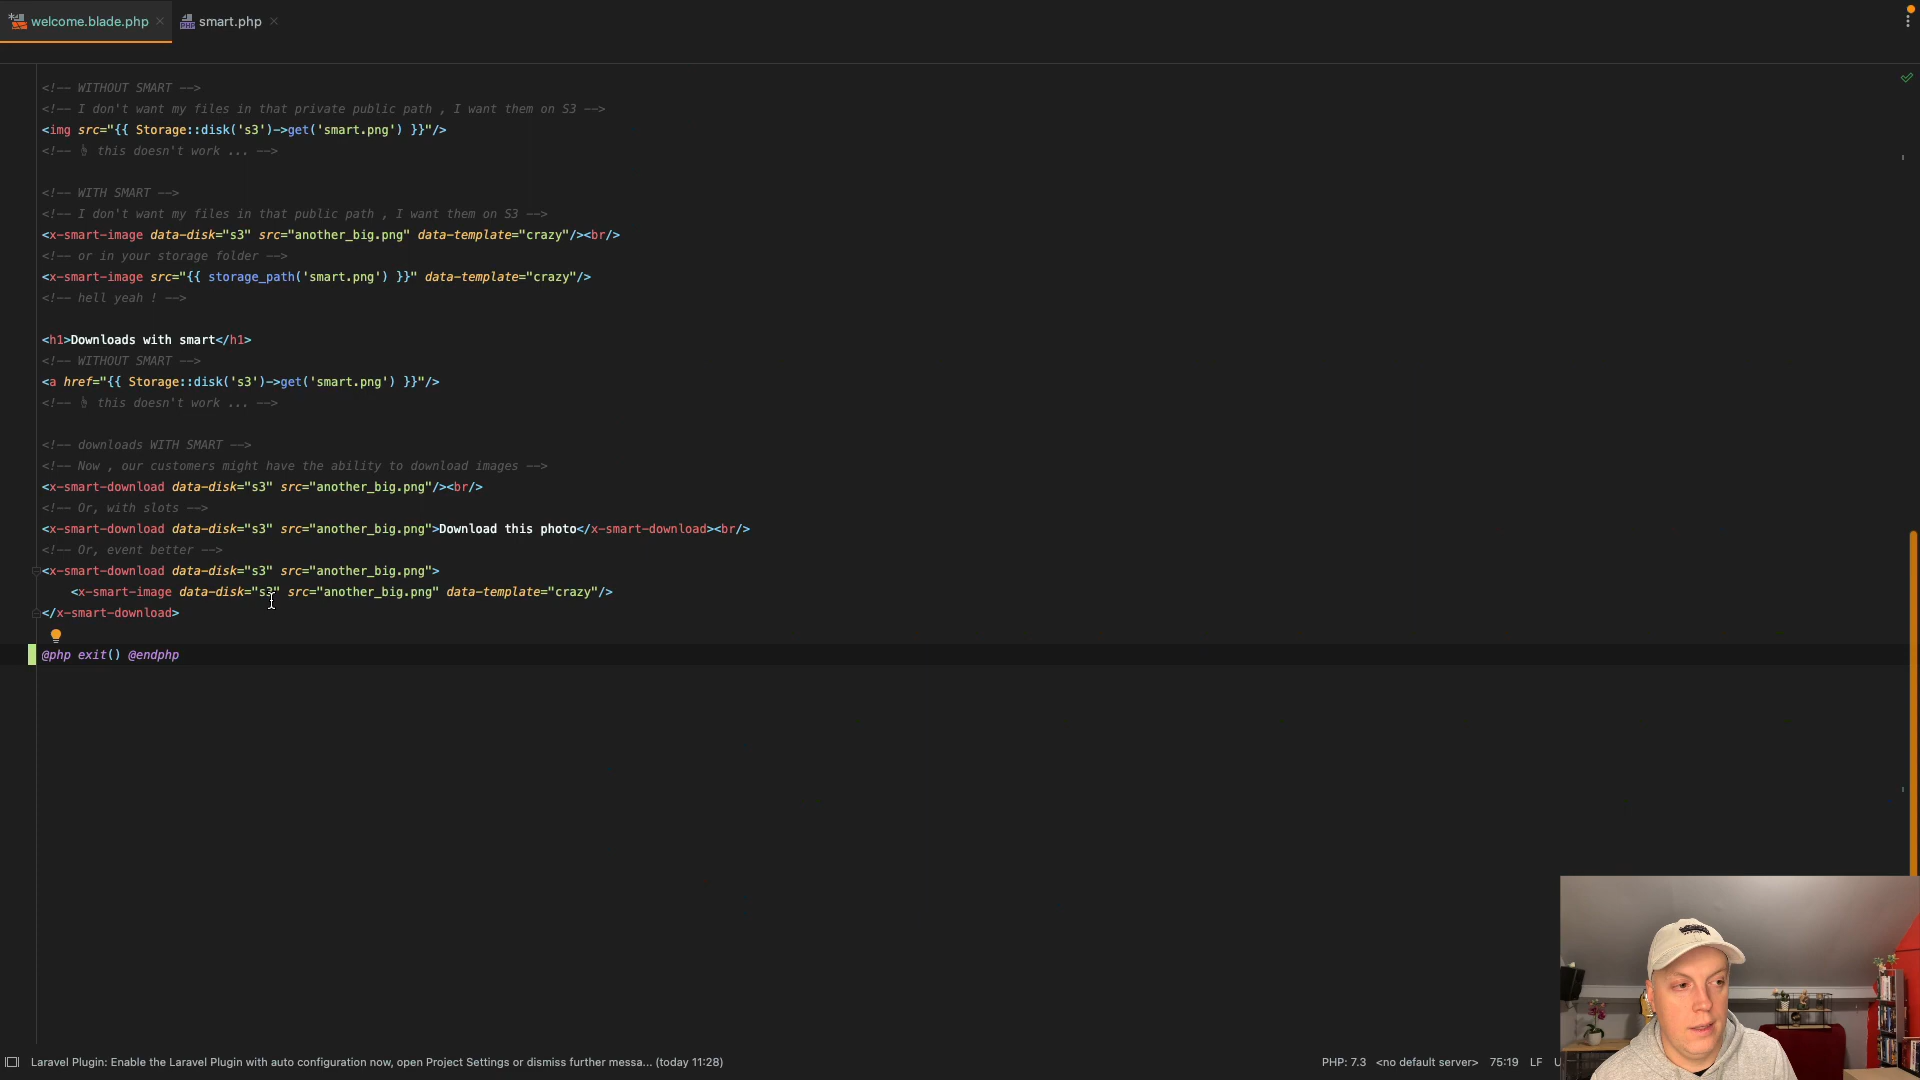 welcome.blade.php
smart.php
<!-- WITHOUT SMART -->
<!-- I don't want my files in that private public path , I want them on S3 -->
<img src="{{ Storage::disk('s3')->get('smart.png') }}"/>
<!-- 👆 this doesn't work ... -->
<!-- WITH SMART -->
<!-- I don't want my files in that public path , I want them on S3 -->
<x-smart-image data-disk="s3" src="another_big.png" data-template="crazy"/><br/>
<!-- or in your storage folder -->
<x-smart-image src="{{ storage_path('smart.png') }}" data-template="crazy"/>
<!-- hell yeah ! -->
<h1>Downloads with smart</h1>
<!-- WITHOUT SMART -->
<a href="{{ Storage::disk('s3')->get('smart.png') }}"/>
<!-- 👆 this doesn't work ... -->
<!-- downloads WITH SMART -->
<!-- Now , our customers might have the ability to download images -->
<x-smart-download data-disk="s3" src="another_big.png"/><br/>
<!-- Or, with slots -->
<x-smart-download data-disk="s3" src="another_big.png">Download this photo</x-smart-download><br/>
<!-- Or, event better -->
<x-smart-download data-disk="s3" src="another_big.png">
<x-smart-image data-disk="s3" src="another_big.png" data-template="crazy"/>
</x-smart-download>
@php exit() @endphp
Laravel Plugin: Enable the Laravel Plugin with auto configuration now, open Project Settings or dismiss further messa... (today 11:28)
PHP: 7.3 <no default server> 75:19 LF